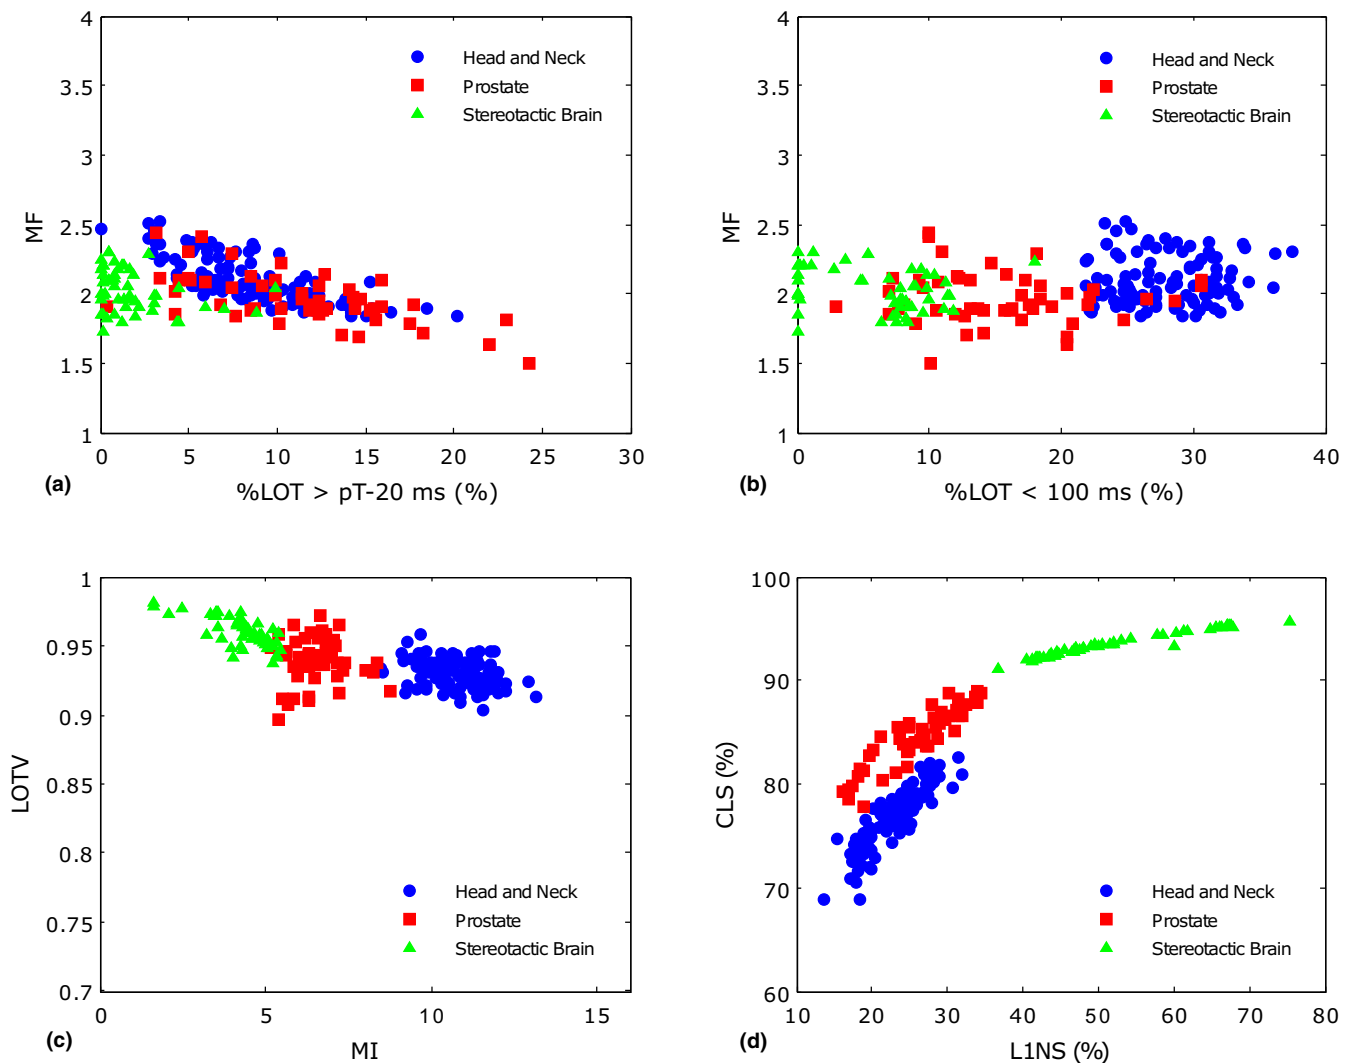 4
3.5
3
2.5
2
1.5
1
MF
Head and Neck
Prostate
Stereotactic Brain
0 5 10 15 20 25 30
(a)
%LOT > pT-20 ms (%)
4
3.5
3
2.5
2
1.5
1
MF
Head and Neck
Prostate
Stereotactic Brain
0 10 20 30 40
(b)
%LOT < 100 ms (%)
1
0.95
0.9
0.85
0.8
0.75
0.7
LOTV
Head and Neck
Prostate
Stereotactic Brain
0 5 10 15
(c)
MI
100
90
80
70
60
CLS (%)
Head and Neck
Prostate
Stereotactic Brain
10 20 30 40 50 60 70 80
(d)
L1NS (%)